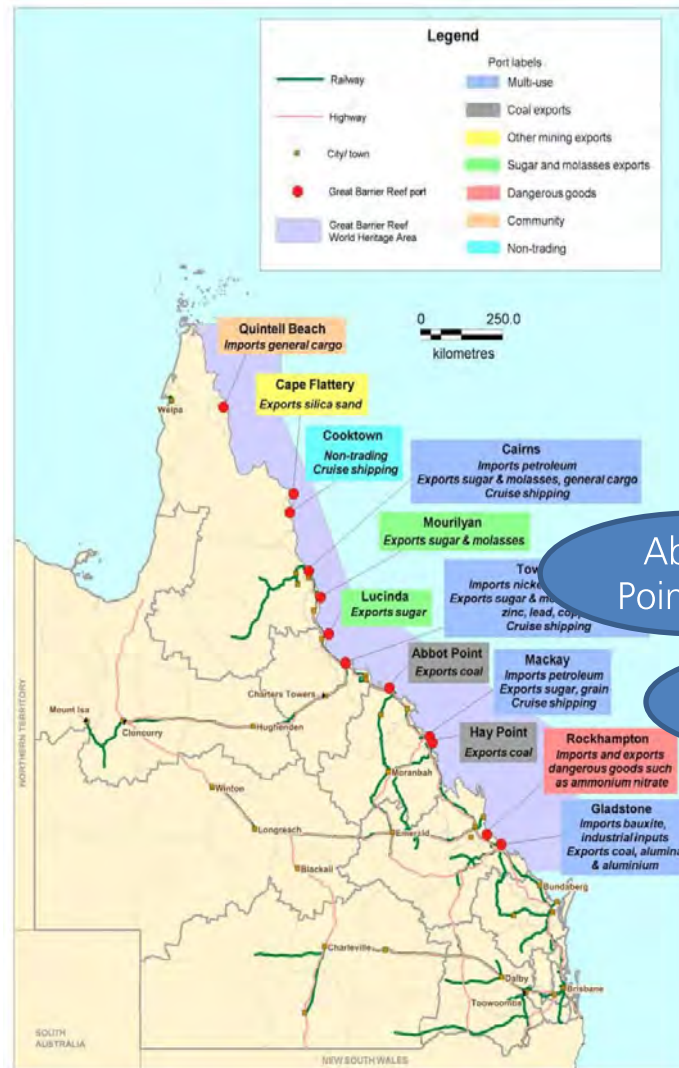 Legend
Railway
Highway
City/ town
Great Barrier Reef port
Great Barrier Reef
World Heritage Area
Port labels
Multi-use
Coal exports
Other mining exports
Sugar and molasses exports
Dangerous goods
Community
Non-trading
0 250.0
kilometres
Quintell Beach
Imports general cargo
Weipa
Cape Flattery
Exports silica sand
Cooktown
Non-trading
Cruise shipping
Cairns
Imports petroleum
Exports sugar & molasses, general cargo
Cruise shipping
Mourilyan
Exports sugar & molasses
Lucinda
Exports sugar
Imports
Exports sugar &
zinc, lead,
Cruise shipping
Point
Abbot Point
Exports coal
Mackay
Imports petroleum
Exports sugar, grain
Cruise shipping
Hay Point
Exports coal
Rockhampton
Imports and exports
dangerous goods such
as ammonium nitrate
Gladstone
Imports bauxite,
industrial inputs
Exports coal, alumina
& aluminium
NORTHERN TERRITORY
Mount Isa
Cloncurry
Charters Towers
Hughenden
Winton
Moranbah
Longreach
Emerald
Blackall
Bundaberg
Charleville
Dalby
Toowoomba
Brisbane
SOUTH
AUSTRALIA
NEW SOUTH WALES